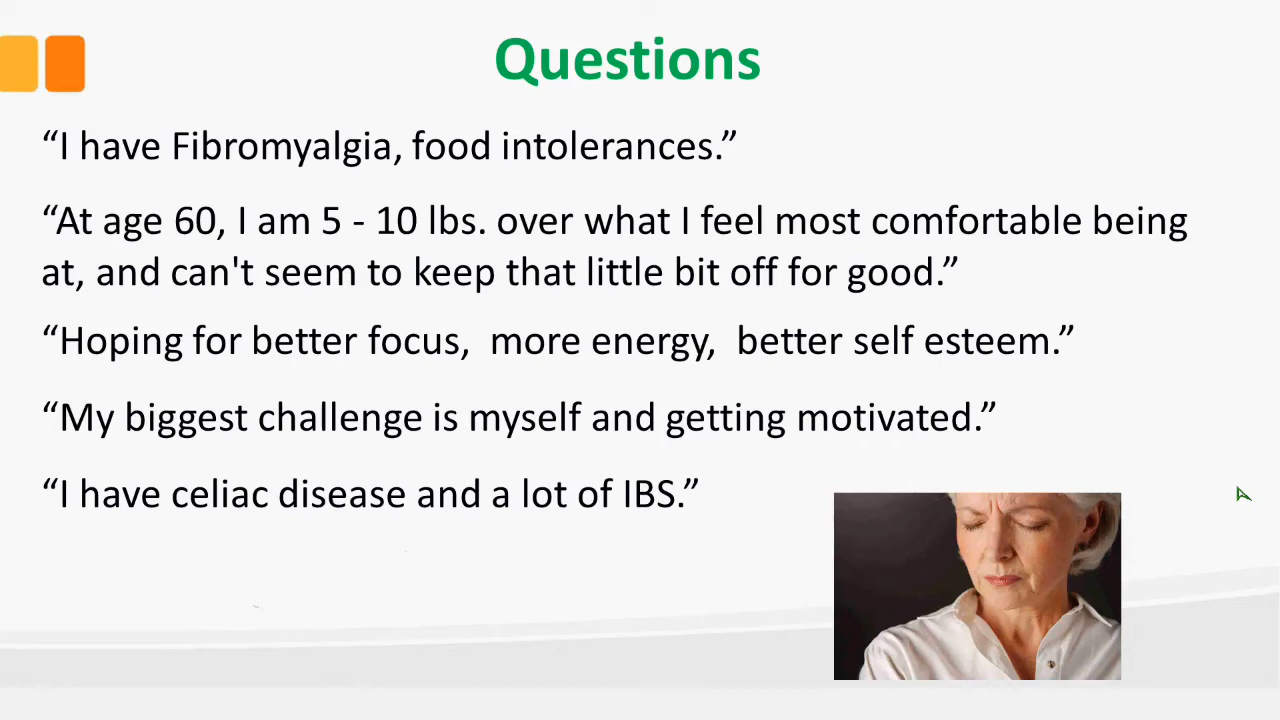 Questions
“I have Fibromyalgia, food intolerances.”
“At age 60, I am 5 - 10 lbs. over what I feel most comfortable being
at, and can't seem to keep that little bit off for good.”
“Hoping for better focus,  more energy,  better self esteem.”
“My biggest challenge is myself and getting motivated.”
“I have celiac disease and a lot of IBS.”